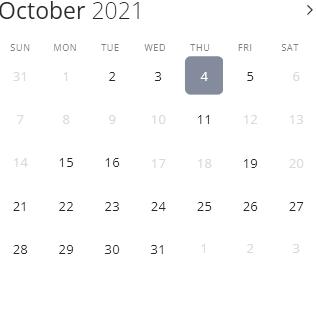 October 2021
SUN MON TUE WED THU FRI SAT
31 1 2 3 4 5 6
7 8 9 10 11 12 13
14 15 16 17 18 19 20
21 22 23 24 25 26 27
28 29 30 31 1 2 3